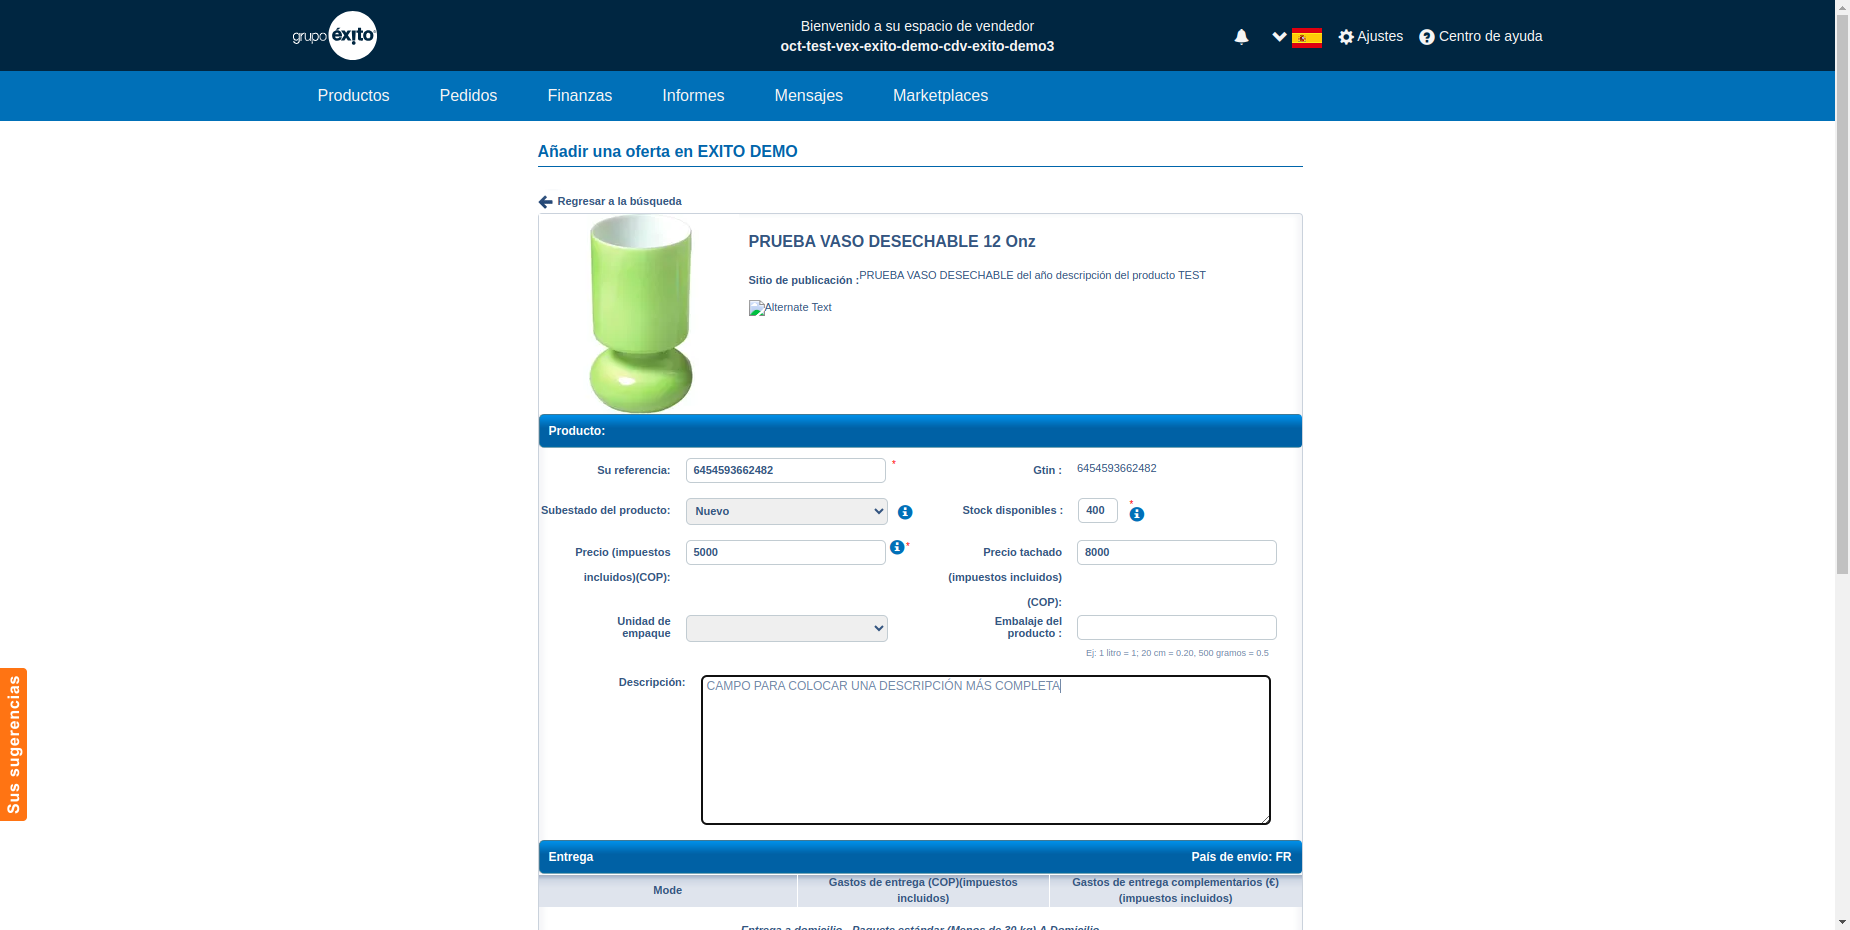 grupo éxito
Bienvenido a su espacio de vendedor
oct-test-vex-exito-demo-cdv-exito-demo3
Ajustes
Centro de ayuda
Productos
Pedidos
Finanzas
Informes
Mensajes
Marketplaces
Añadir una oferta en EXITO DEMO
Regresar a la búsqueda
PRUEBA VASO DESECHABLE 12 Onz
Sitio de publicación : PRUEBA VASO DESECHABLE del año descripción del producto TEST
Alternate Text
Producto:
Su referencia: 6454593662482 *
Gtin : 6454593662482
Subestado del producto: Nuevo
Stock disponibles : 400 *
Precio (impuestos
incluidos)(COP):
5000 *
Precio tachado
(impuestos incluidos)
(COP):
8000
Unidad de
empaque
Embalaje del
producto :
Ej: 1 litro = 1; 20 cm = 0.20, 500 gramos = 0.5
Descripción:
CAMPO PARA COLOCAR UNA DESCRIPCIÓN MÁS COMPLETA
Sus sugerencias
Entrega
País de envío: FR
Mode
Gastos de entrega (COP)(impuestos
incluidos)
Gastos de entrega complementarios (€)
(impuestos incluidos)
Entrega a domicilio - Paquete estándar (Menos de 30 kg) A Domicilio